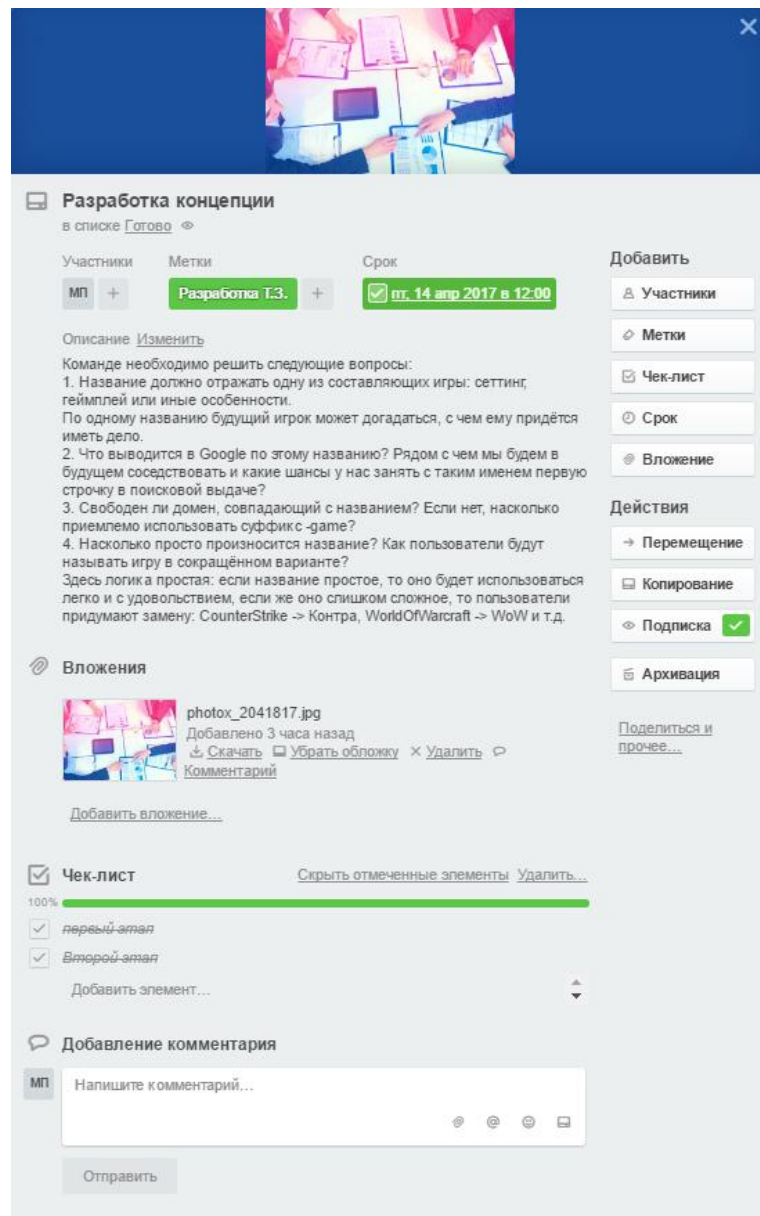 Разработка концепции
в списке Готово
Участники Метки Срок
МП + Разработка Т.З. + пт, 14 апр 2017 в 12:00
Описание Изменить
Команде необходимо решить следующие вопросы:
1. Название должно отражать одну из составляющих игры: сеттинг,
геймплей или иные особенности.
По одному названию будущий игрок может догадаться, с чем ему придётся
иметь дело.
2. Что выводится в Google по этому названию? Рядом с чем мы будем в
будущем соседствовать и какие шансы у нас занять с таким именем первую
строчку в поисковой выдаче?
3. Свободен ли домен, совпадающий с названием? Если нет, насколько
приемлемо использовать суффикс -game?
4. Насколько просто произносится название? Как пользователи будут
называть игру в сокращённом варианте?
Здесь логика простая: если название простое, то оно будет использоваться
легко и с удовольствием, если же оно слишком сложное, то пользователи
придумают замену: CounterStrike -> Контра, WorldOfWarcraft -> WoW и т.д.
Вложения
photox_2041817.jpg
Добавлено 3 часа назад
Скачать Убрать обложку Удалить
Комментарий
Добавить вложение…
Чек-лист Скрыть отмеченные элементы Удалить…
100%
первый этап
Второй этап
Добавить элемент…
Добавление комментария
МП Напишите комментарий…
Отправить
Добавить
Участники
Метки
Чек-лист
Срок
Вложение
Действия
Перемещение
Копирование
Подписка
Архивация
Поделиться и
прочее…